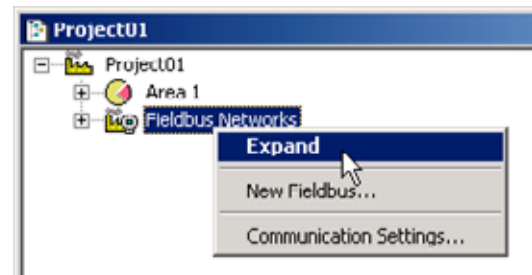 Project01
Project01
Area 1
Fieldbus Networks
Expand
New Fieldbus...
Communication Settings...